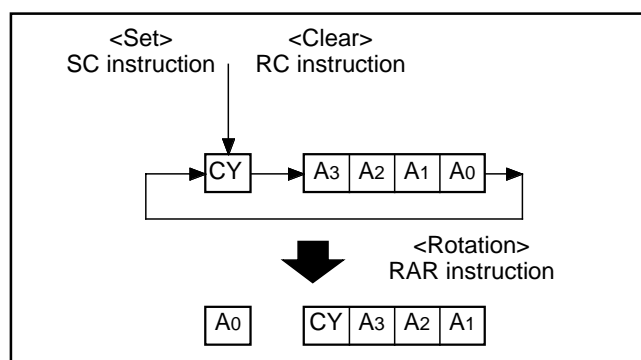 <Set> <Clear>
SC instruction RC instruction
CY A3 A2 A1 A0
<Rotation>
RAR instruction
A0 CY A3 A2 A1